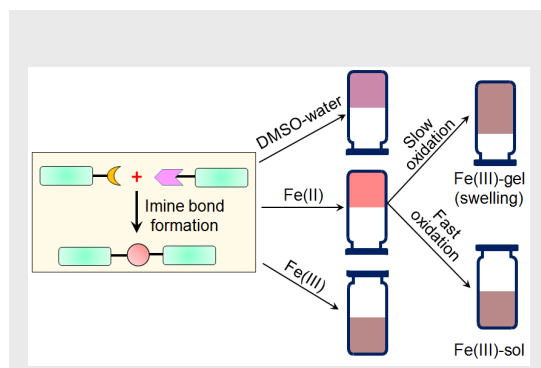 DMSO-water
+
Imine bond
formation
Fe(II)
Fe(III)
Slow
oxidation
Fast
oxidation
Fe(III)-gel
(swelling)
Fe(III)-sol